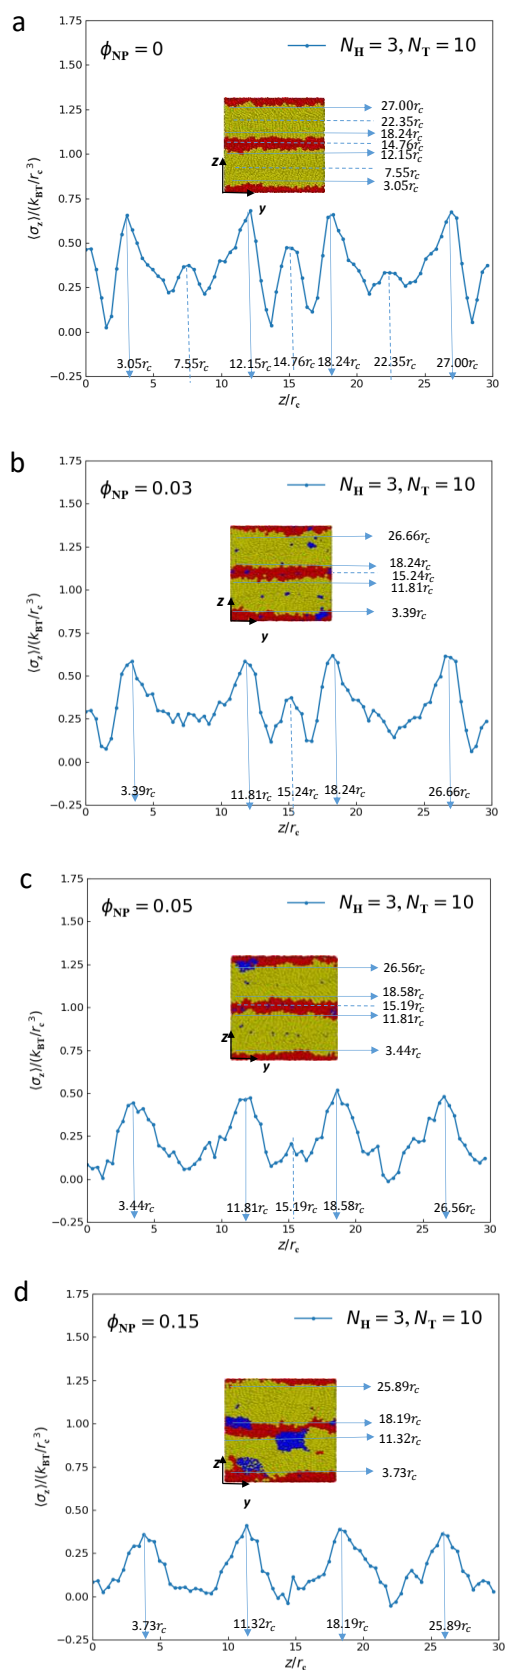 a
ϕNP = 0
NH = 3, NT = 10
1.75
1.50
1.25
1.00
0.75
0.50
0.25
0.00
−0.25
⟨σz⟩/(kBT/rc³)
27.00rc
22.35rc
18.24rc
14.76rc
12.15rc
7.55rc
3.05rc
z
y
3.05rc 7.55rc 12.15rc 14.76rc 18.24rc 22.35rc 27.00rc
0 5 10 15 20 25 30
z/rc
b
ϕNP = 0.03
NH = 3, NT = 10
1.75
1.50
1.25
1.00
0.75
0.50
0.25
0.00
−0.25
⟨σz⟩/(kBT/rc³)
26.66rc
18.24rc
15.24rc
11.81rc
3.39rc
z
y
3.39rc 11.81rc 15.24rc 18.24rc 26.66rc
0 5 10 15 20 25 30
z/rc
c
ϕNP = 0.05
NH = 3, NT = 10
1.75
1.50
1.25
1.00
0.75
0.50
0.25
0.00
−0.25
⟨σz⟩/(kBT/rc³)
26.56rc
18.58rc
15.19rc
11.81rc
3.44rc
z
y
3.44rc 11.81rc 15.19rc 18.58rc 26.56rc
0 5 10 15 20 25 30
z/rc
d
ϕNP = 0.15
NH = 3, NT = 10
1.75
1.50
1.25
1.00
0.75
0.50
0.25
0.00
−0.25
⟨σz⟩/(kBT/rc³)
25.89rc
18.19rc
11.32rc
3.73rc
z
y
3.73rc 11.32rc 18.19rc 25.89rc
0 5 10 15 20 25 30
z/rc